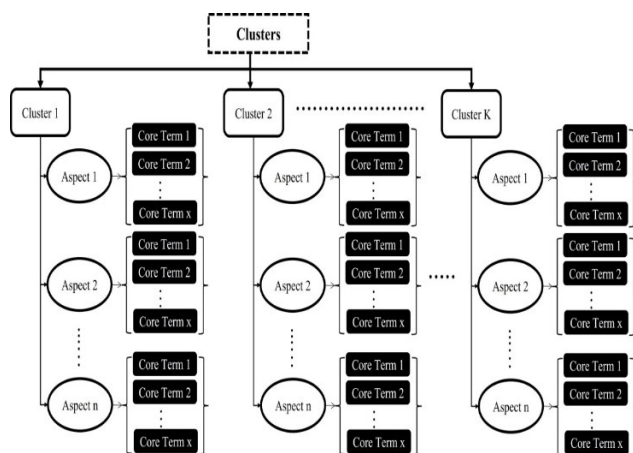 Clusters
Cluster 1
Cluster 2
Cluster K
Aspect 1
Core Term 1
Core Term 2
Core Term x
Aspect 2
Core Term 1
Core Term 2
Core Term x
Aspect n
Core Term 1
Core Term 2
Core Term x
Aspect 1
Core Term 1
Core Term 2
Core Term x
Aspect 2
Core Term 1
Core Term 2
Core Term x
Aspect n
Core Term 1
Core Term 2
Core Term x
Aspect 1
Core Term 1
Core Term 2
Core Term x
Aspect 2
Core Term 1
Core Term 2
Core Term x
Aspect n
Core Term 1
Core Term 2
Core Term x